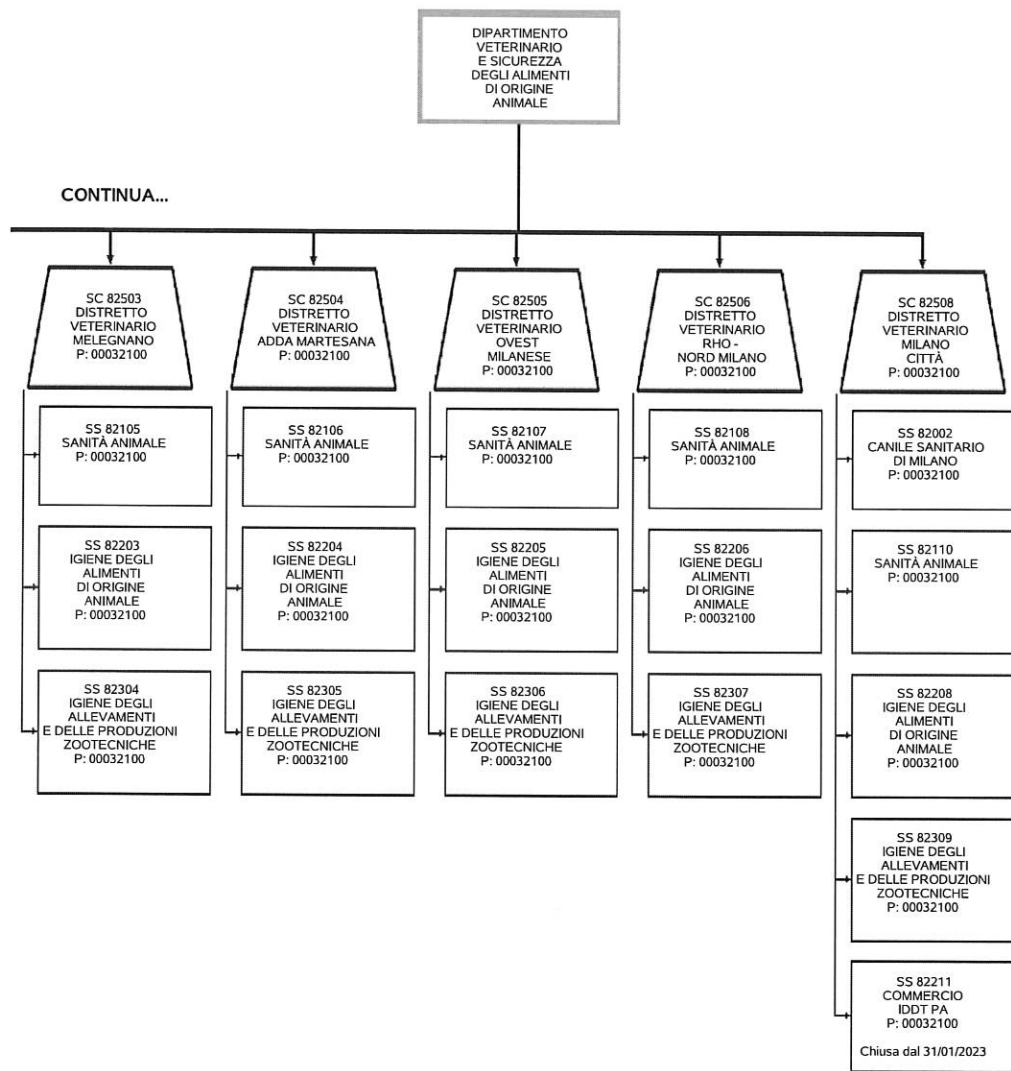 DIPARTIMENTO
VETERINARIO
E SICUREZZA
DEGLI ALIMENTI
DI ORIGINE
ANIMALE
CONTINUA...
SC 82503
DISTRETTO
VETERINARIO
MELEGNANO
P: 00032100
SS 82105
SANITÀ ANIMALE
P: 00032100
SS 82203
IGIENE DEGLI
ALIMENTI
DI ORIGINE
ANIMALE
P: 00032100
SS 82304
IGIENE DEGLI
ALLEVAMENTI
E DELLE PRODUZIONI
ZOOTECNICHE
P: 00032100
SC 82504
DISTRETTO
VETERINARIO
ADDA MARTESANA
P: 00032100
SS 82106
SANITÀ ANIMALE
P: 00032100
SS 82204
IGIENE DEGLI
ALIMENTI
DI ORIGINE
ANIMALE
P: 00032100
SS 82305
IGIENE DEGLI
ALLEVAMENTI
E DELLE PRODUZIONI
ZOOTECNICHE
P: 00032100
SC 82505
DISTRETTO
VETERINARIO
OVEST
MILANESE
P: 00032100
SS 82107
SANITÀ ANIMALE
P: 00032100
SS 82205
IGIENE DEGLI
ALIMENTI
DI ORIGINE
ANIMALE
P: 00032100
SS 82306
IGIENE DEGLI
ALLEVAMENTI
E DELLE PRODUZIONI
ZOOTECNICHE
P: 00032100
SC 82506
DISTRETTO
VETERINARIO
RHO -
NORD MILANO
P: 00032100
SS 82108
SANITÀ ANIMALE
P: 00032100
SS 82206
IGIENE DEGLI
ALIMENTI
DI ORIGINE
ANIMALE
P: 00032100
SS 82307
IGIENE DEGLI
ALLEVAMENTI
E DELLE PRODUZIONI
ZOOTECNICHE
P: 00032100
SC 82508
DISTRETTO
VETERINARIO
MILANO
CITTÀ
P: 00032100
SS 82002
CANILE SANITARIO
DI MILANO
P: 00032100
SS 82110
SANITÀ ANIMALE
P: 00032100
SS 82208
IGIENE DEGLI
ALIMENTI
DI ORIGINE
ANIMALE
P: 00032100
SS 82309
IGIENE DEGLI
ALLEVAMENTI
E DELLE PRODUZIONI
ZOOTECNICHE
P: 00032100
SS 82211
COMMERCIO
IDDT PA
P: 00032100
Chiusa dal 31/01/2023